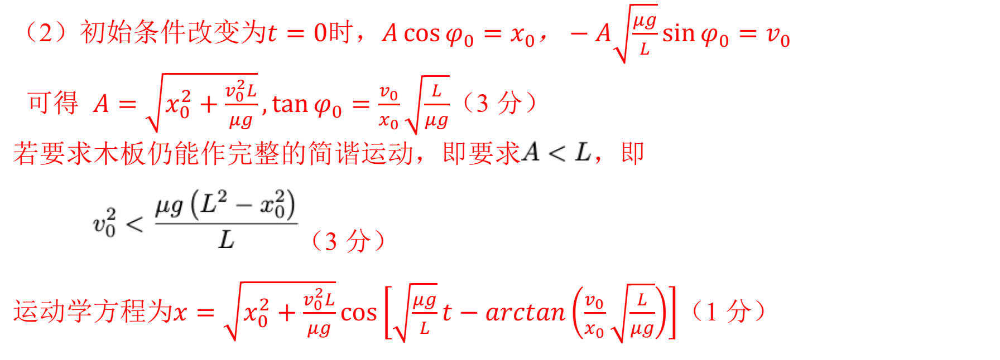 （2）初始条件改变为$t = 0$时，$A\cos\varphi_0 = x_0$， $-A\sqrt{\frac{\mu g}{L}}\sin\varphi_0 = v_0$
可得 $A = \sqrt{x_0^2 + \frac{v_0^2 L}{\mu g}}, \tan\varphi_0 = \frac{v_0}{x_0}\sqrt{\frac{L}{\mu g}}$（3 分）
若要求木板仍能作完整的简谐运动，即要求$A < L$，即
$v_0^2 < \frac{\mu g\left(L^2 - x_0^2\right)}{L}$（3 分）
运动学方程为$x = \sqrt{x_0^2 + \frac{v_0^2 L}{\mu g}}\cos\left[\sqrt{\frac{\mu g}{L}}t - arctan\left(\frac{v_0}{x_0}\sqrt{\frac{L}{\mu g}}\right)\right]$（1 分）